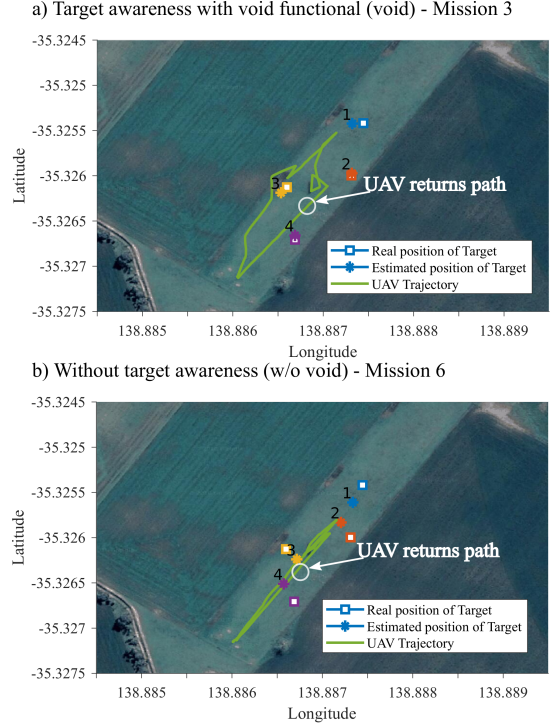 a) Target awareness with void functional (void) - Mission 3
-35.3245
-35.325
-35.3255
-35.326
-35.3265
-35.327
-35.3275
Latitude
1
2
3
4
UAV returns path
Real position of Target
Estimated position of Target
UAV Trajectory
138.885
138.886
138.887
138.888
138.889
Longitude
b) Without target awareness (w/o void) - Mission 6
-35.3245
-35.325
-35.3255
-35.326
-35.3265
-35.327
-35.3275
Latitude
1
2
3
4
UAV returns path
Real position of Target
Estimated position of Target
UAV Trajectory
138.885
138.886
138.887
138.888
138.889
Longitude